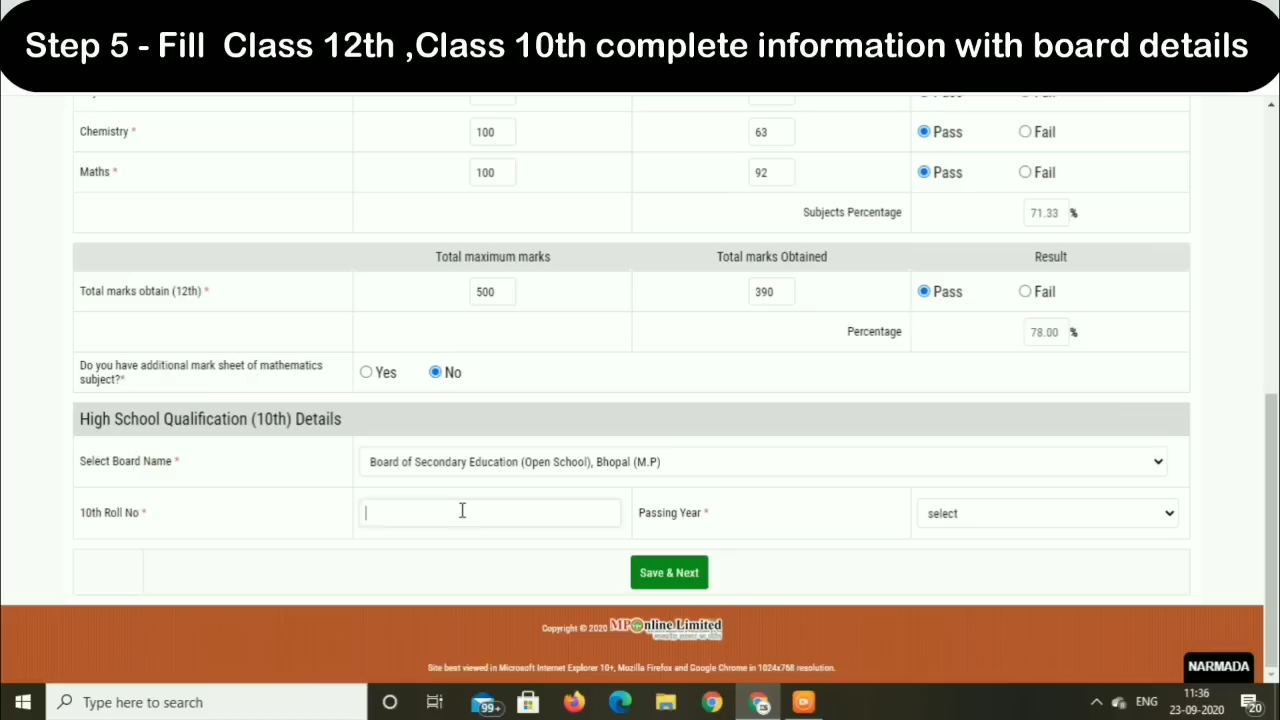 Step 5 - Fill Class 12th ,Class 10th complete information with board details
Chemistry * 100 63 Pass Fail
Maths * 100 92 Pass Fail
Subjects Percentage 71.33 %
Total maximum marks Total marks Obtained Result
Total marks obtain (12th) * 500 390 Pass Fail
Percentage 78.00 %
Do you have additional mark sheet of mathematics
subject?* Yes No
High School Qualification (10th) Details
Select Board Name * Board of Secondary Education (Open School), Bhopal (M.P)
10th Roll No * Passing Year * select
Save & Next
Copyright © 2020 MPOnline Limited
Site best viewed in Microsoft Internet Explorer 10+, Mozilla Firefox and Google Chrome in 1024x768 resolution.
NARMADA
Type here to search 99+ ENG 11:36
23-09-2020 20